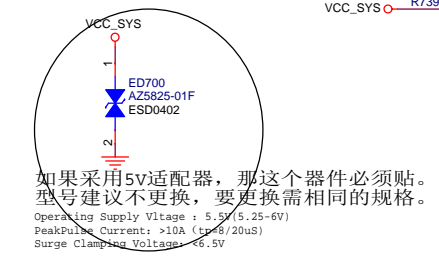 VCC_SYS
R739
VCC_SYS
1
ED700
AZ5825-01F
ESD0402
2
如果采用5V适配器，那这个器件必须贴。
型号建议不更换，要更换需相同的规格。
Operating Supply Vltage : 5.5V(5.25-6V)
PeakPulse Current: >10A (tp=8/20uS)
Surge Clamping Voltage: <6.5V